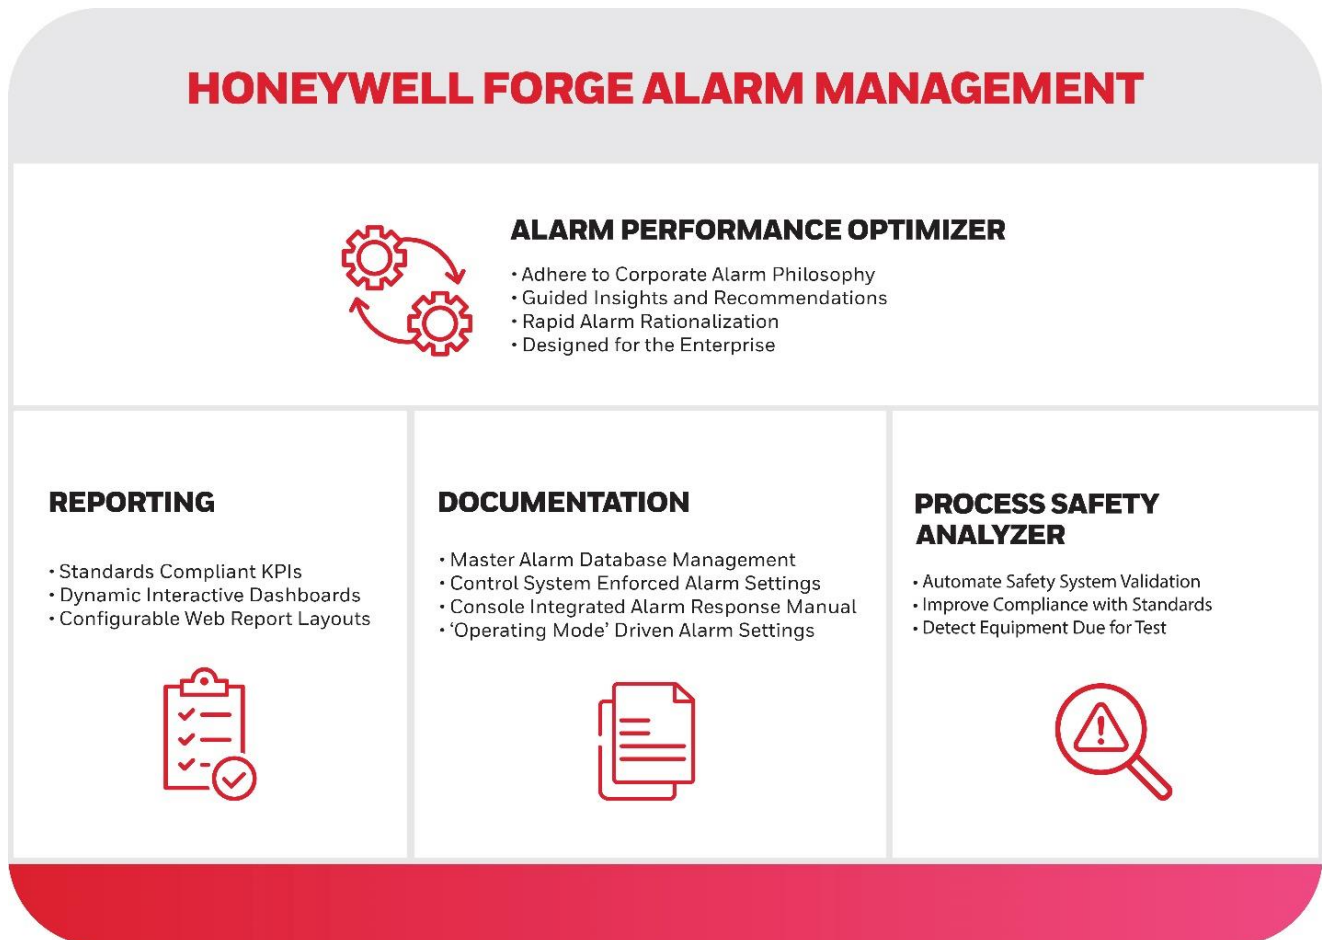 HONEYWELL FORGE ALARM MANAGEMENT
ALARM PERFORMANCE OPTIMIZER
• Adhere to Corporate Alarm Philosophy
• Guided Insights and Recommendations
• Rapid Alarm Rationalization
• Designed for the Enterprise
REPORTING
• Standards Compliant KPIs
• Dynamic Interactive Dashboards
• Configurable Web Report Layouts
DOCUMENTATION
• Master Alarm Database Management
• Control System Enforced Alarm Settings
• Console Integrated Alarm Response Manual
• ‘Operating Mode’ Driven Alarm Settings
PROCESS SAFETY
ANALYZER
• Automate Safety System Validation
• Improve Compliance with Standards
• Detect Equipment Due for Test